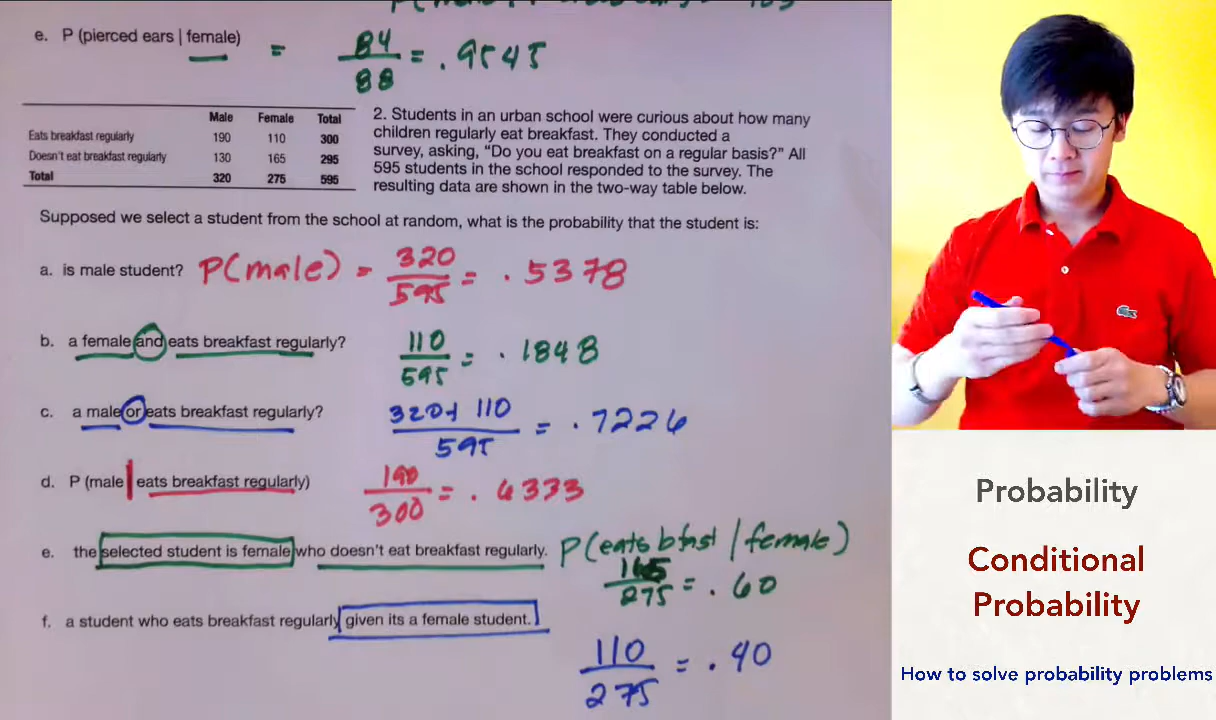 e. P (pierced ears | female) = 84/88 = .9545
Male Female Total
Eats breakfast regularly 190 110 300
Doesn't eat breakfast regularly 130 165 295
Total 320 275 595
2. Students in an urban school were curious about how many
children regularly eat breakfast. They conducted a
survey, asking, “Do you eat breakfast on a regular basis?” All
595 students in the school responded to the survey. The
resulting data are shown in the two-way table below.
Supposed we select a student from the school at random, what is the probability that the student is:
a. is male student? P(male) = 320/595 = .5378
b. a female and eats breakfast regularly? 110/595 = .1848
c. a male or eats breakfast regularly? 320+110/595 = .7226
d. P (male | eats breakfast regularly) 190/300 = .6333
e. the selected student is female who doesn't eat breakfast regularly. P(eats bfast | female)
165/275 = .60
f. a student who eats breakfast regularly given its a female student.
110/275 = .40
Probability
Conditional
Probability
How to solve probability problems